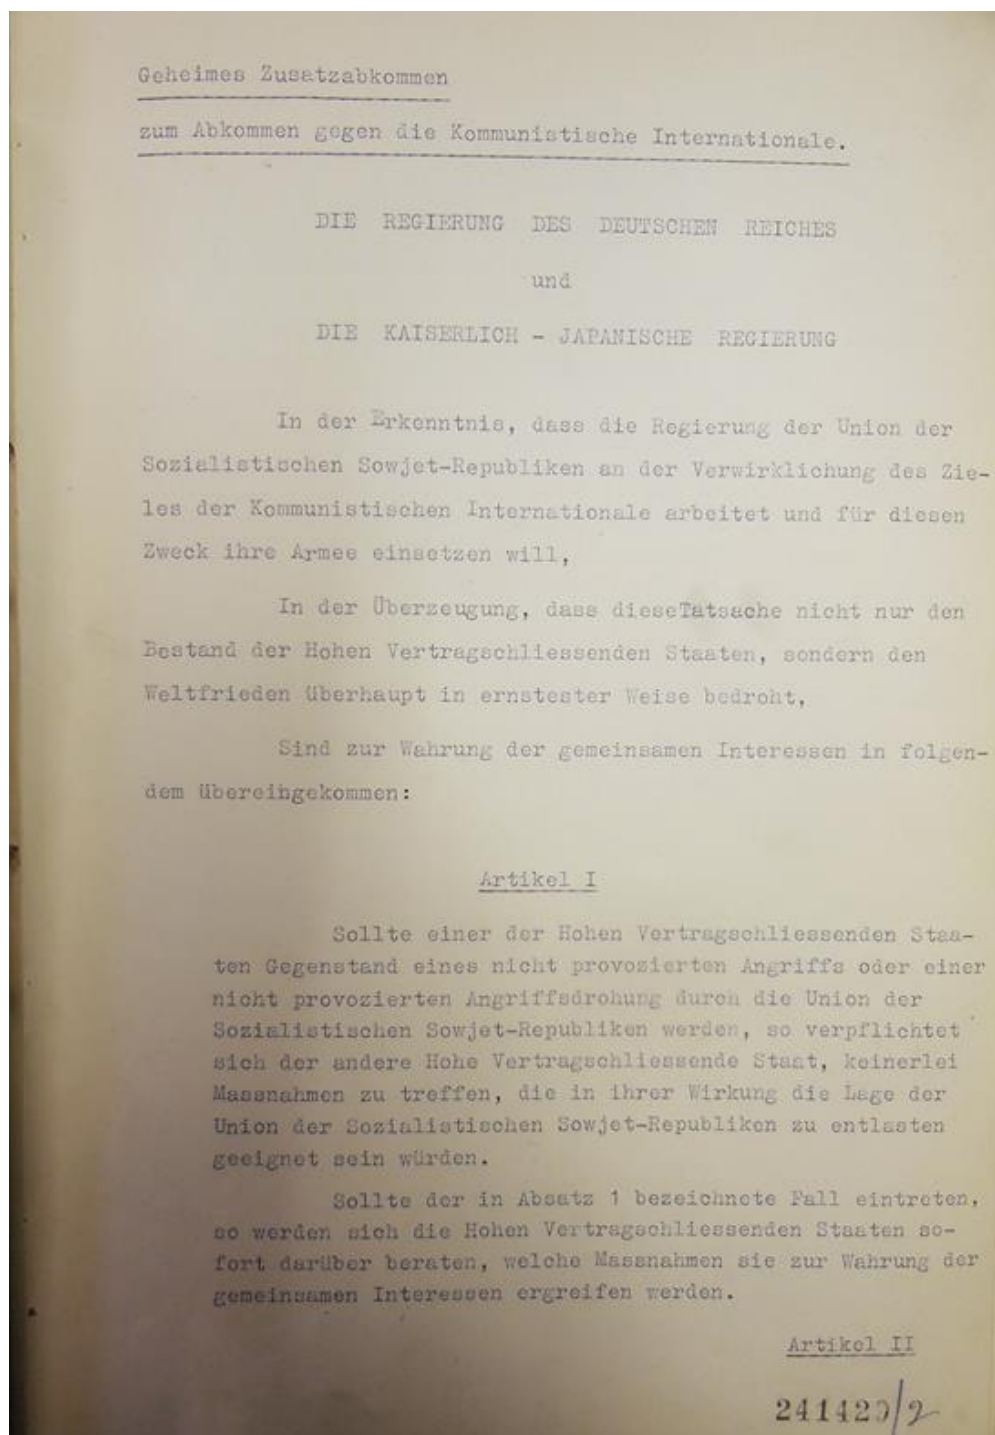 Geheimes Zusatzabkommen
zum Abkommen gegen die Kommunistische Internationale.
DIE REGIERUNG DES DEUTSCHEN REICHES
und
DIE KAISERLICH - JAPANISCHE REGIERUNG
In der Erkenntnis, dass die Regierung der Union der
Sozialistischen Sowjet-Republiken an der Verwirklichung des Zie-
les der Kommunistischen Internationale arbeitet und für diesen
Zweck ihre Armee einsetzen will,
In der Überzeugung, dass dieseTatsache nicht nur den
Bestand der Hohen Vertragschliessenden Staaten, sondern den
Weltfrieden überhaupt in ernstester Weise bedroht,
Sind zur Wahrung der gemeinsamen Interessen in folgen-
dem übereingekommen:
Artikel I
Sollte einer der Hohen Vertragschliessenden Staa-
ten Gegenstand eines nicht provozierten Angriffs oder einer
nicht provozierten Angriffsdrohung durch die Union der
Sozialistischen Sowjet-Republiken werden, so verpflichtet
sich der andere Hohe Vertragschliessende Staat, keinerlei
Massnahmen zu treffen, die in ihrer Wirkung die Lage der
Union der Sozialistischen Sowjet-Republiken zu entlasten
geeignet sein würden.
Sollte der in Absatz 1 bezeichnete Fall eintreten,
so werden sich die Hohen Vertragschliessenden Staaten so-
fort darüber beraten, welche Massnahmen sie zur Wahrung der
gemeinsamen Interessen ergreifen werden.
Artikel II
241429/2